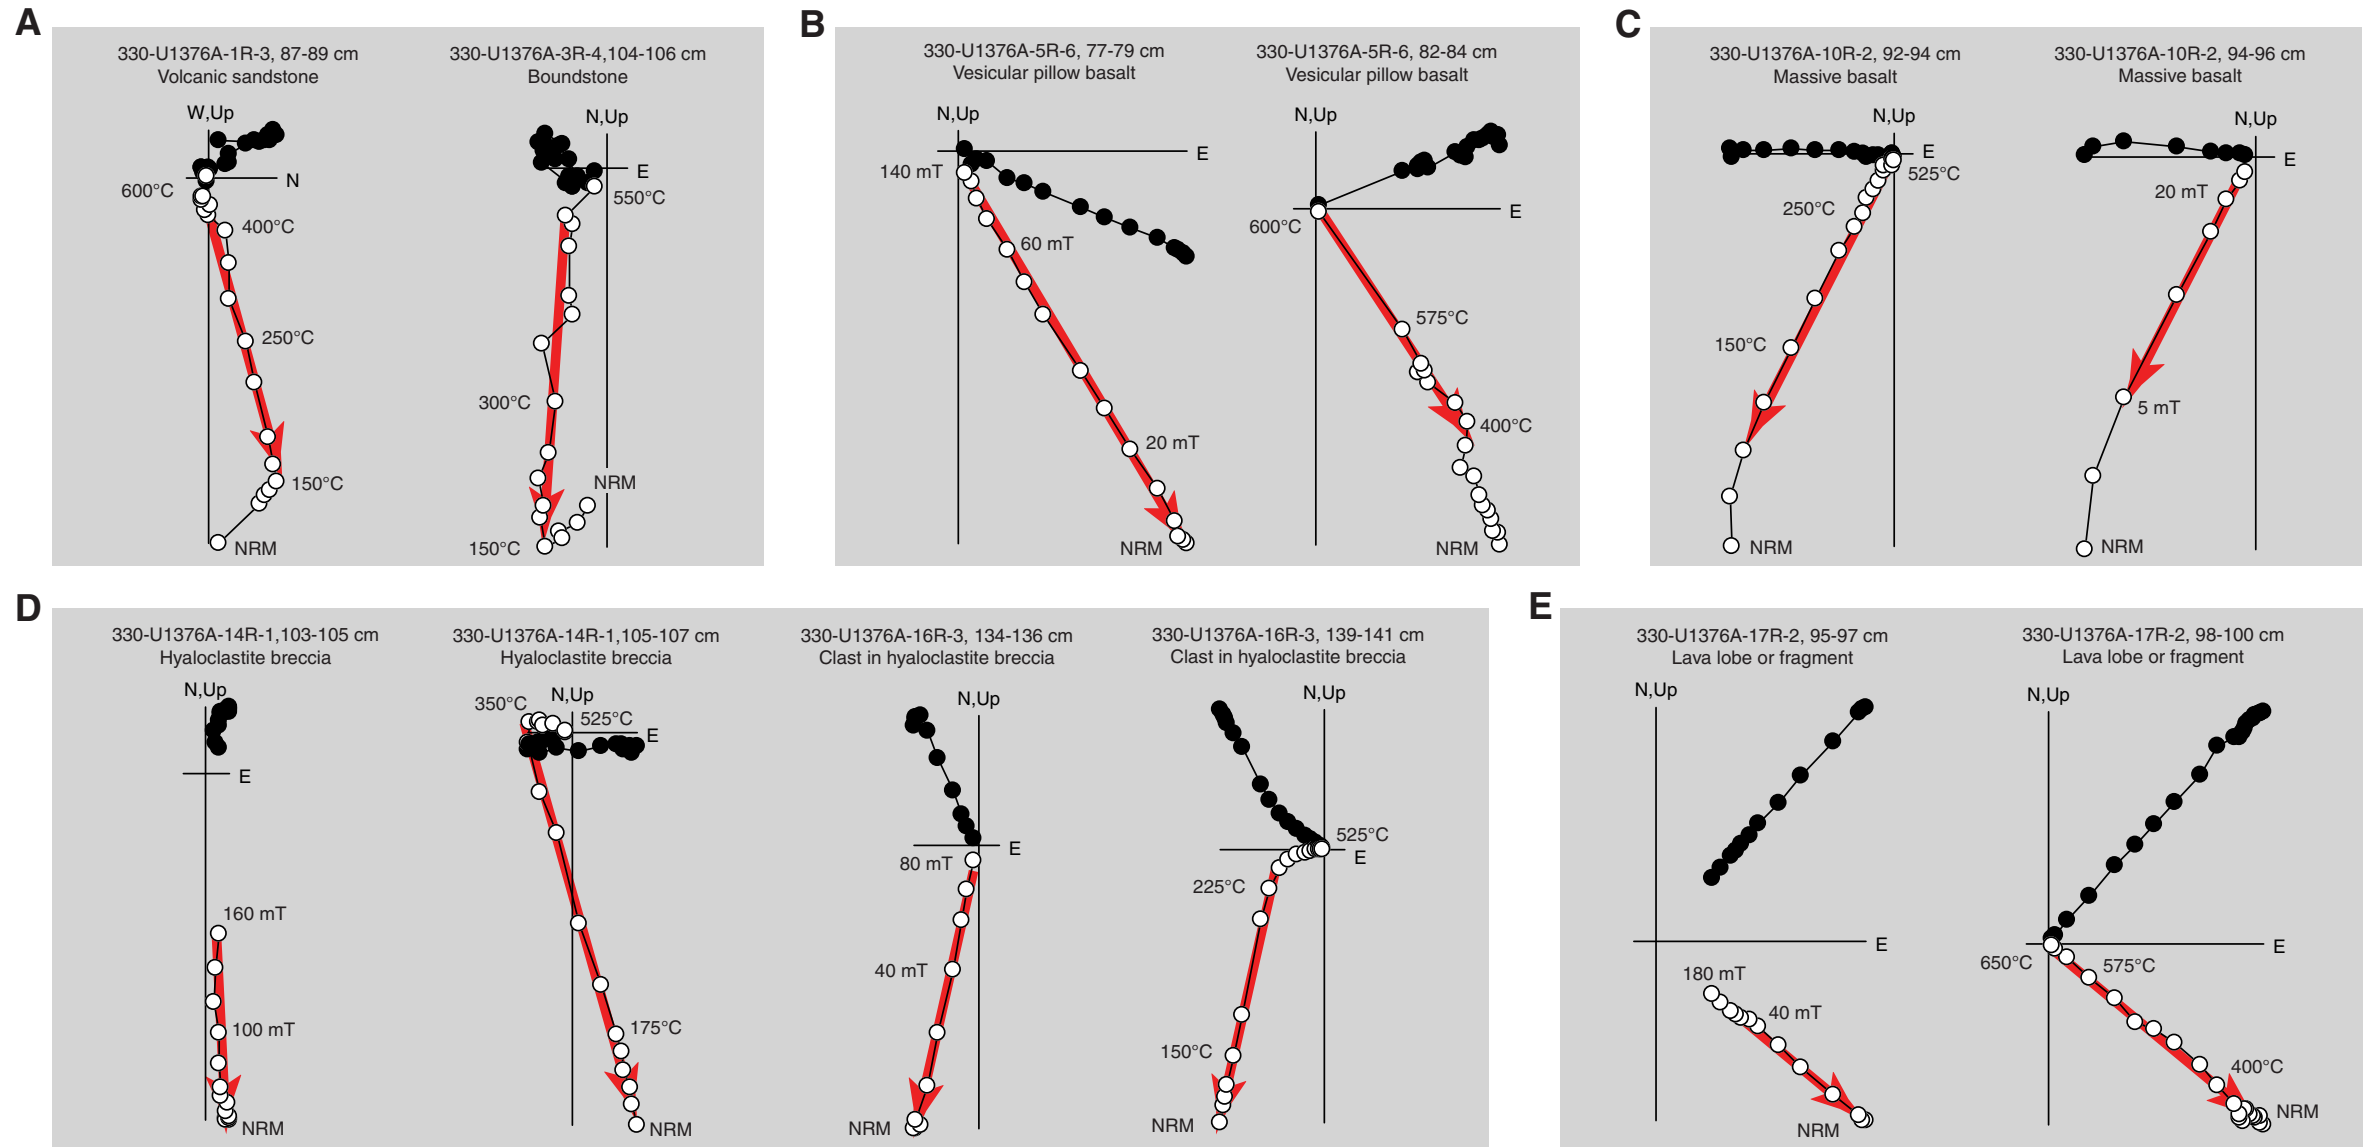 A
330-U1376A-1R-3, 87-89 cm
Volcanic sandstone
W,Up
N
600°C
400°C
250°C
150°C
NRM
330-U1376A-3R-4,104-106 cm
Boundstone
N,Up
E
550°C
300°C
NRM
150°C
B
330-U1376A-5R-6, 77-79 cm
Vesicular pillow basalt
N,Up
E
140 mT
60 mT
20 mT
NRM
330-U1376A-5R-6, 82-84 cm
Vesicular pillow basalt
N,Up
E
600°C
575°C
400°C
NRM
C
330-U1376A-10R-2, 92-94 cm
Massive basalt
N,Up
E
525°C
250°C
150°C
NRM
330-U1376A-10R-2, 94-96 cm
Massive basalt
N,Up
E
20 mT
5 mT
NRM
D
330-U1376A-14R-1,103-105 cm
Hyaloclastite breccia
N,Up
E
160 mT
100 mT
NRM
330-U1376A-14R-1,105-107 cm
Hyaloclastite breccia
350°C
N,Up
525°C
E
175°C
NRM
330-U1376A-16R-3, 134-136 cm
Clast in hyaloclastite breccia
N,Up
E
80 mT
40 mT
NRM
330-U1376A-16R-3, 139-141 cm
Clast in hyaloclastite breccia
N,Up
525°C
E
225°C
150°C
NRM
E
330-U1376A-17R-2, 95-97 cm
Lava lobe or fragment
N,Up
E
180 mT
40 mT
NRM
330-U1376A-17R-2, 98-100 cm
Lava lobe or fragment
N,Up
E
650°C
575°C
400°C
NRM